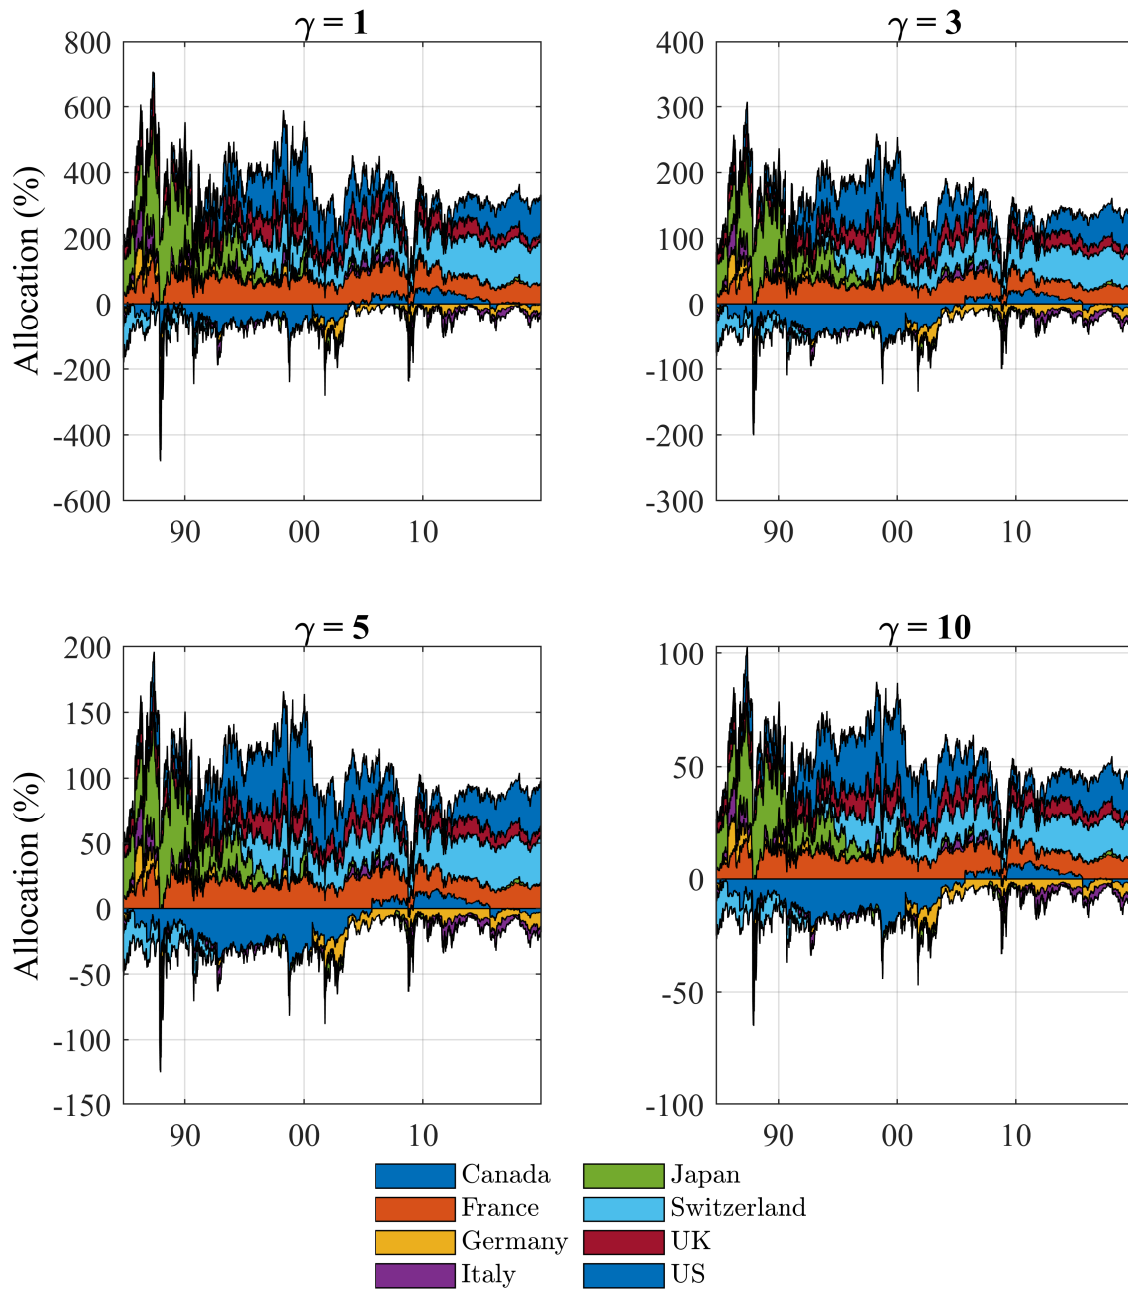 γ = 1
800
600
400
200
0
-200
-400
-600
Allocation (%)
90 00 10
γ = 3
400
300
200
100
0
-100
-200
-300
90 00 10
γ = 5
200
150
100
50
0
-50
-100
-150
Allocation (%)
90 00 10
γ = 10
100
50
0
-50
-100
90 00 10
Canada
France
Germany
Italy
Japan
Switzerland
UK
US